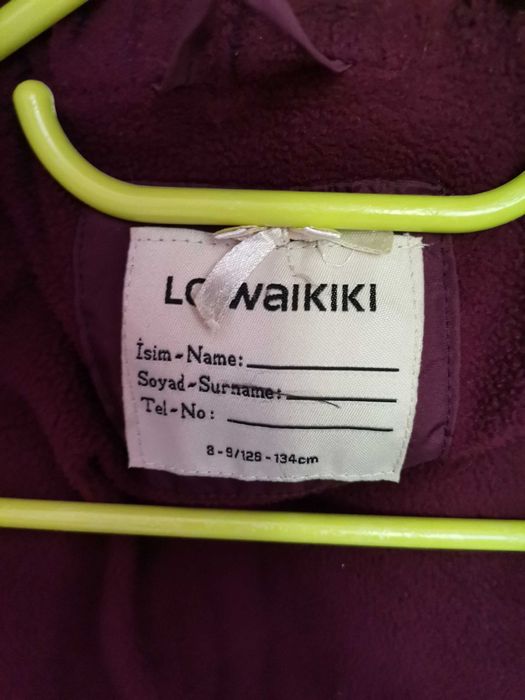 LC WAIKIKI
İsim-Name:
Soyad-Surname:
Tel-No:
8-9/128-134cm